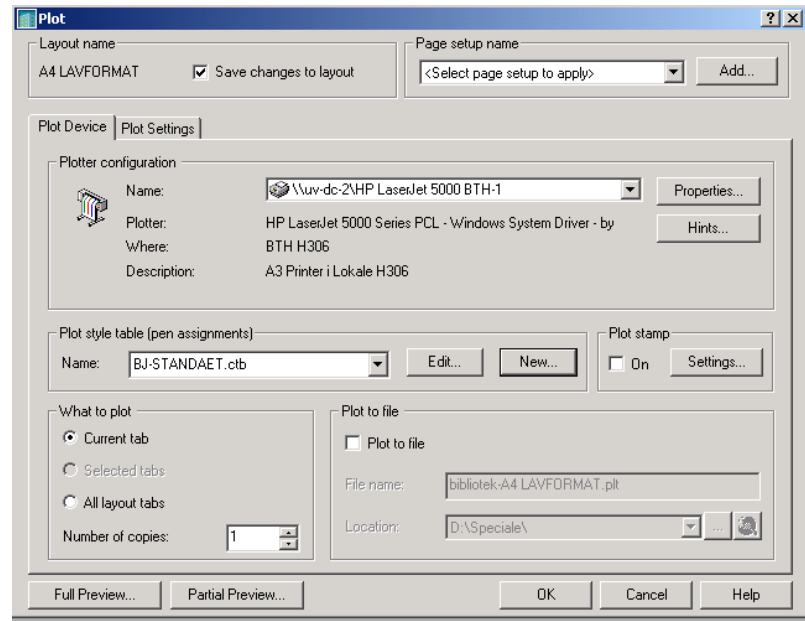 Plot
Layout name
A4 LAVFORMAT
Save changes to layout
Page setup name
<Select page setup to apply>
Add...
Plot Device
Plot Settings
Plotter configuration
Name:
\\uv-dc-2\HP LaserJet 5000 BTH-1
Properties...
Plotter:
HP LaserJet 5000 Series PCL - Windows System Driver - by
Hints...
Where:
BTH H306
Description:
A3 Printer i Lokale H306
Plot style table (pen assignments)
Name:
BJ-STANDAET.ctb
Edit...
New...
Plot stamp
On
Settings...
What to plot
Current tab
Selected tabs
All layout tabs
Number of copies:
1
Plot to file
Plot to file
File name:
bibliotek-A4 LAVFORMAT.plt
Location:
D:\Speciale\
...
Full Preview...
Partial Preview...
OK
Cancel
Help